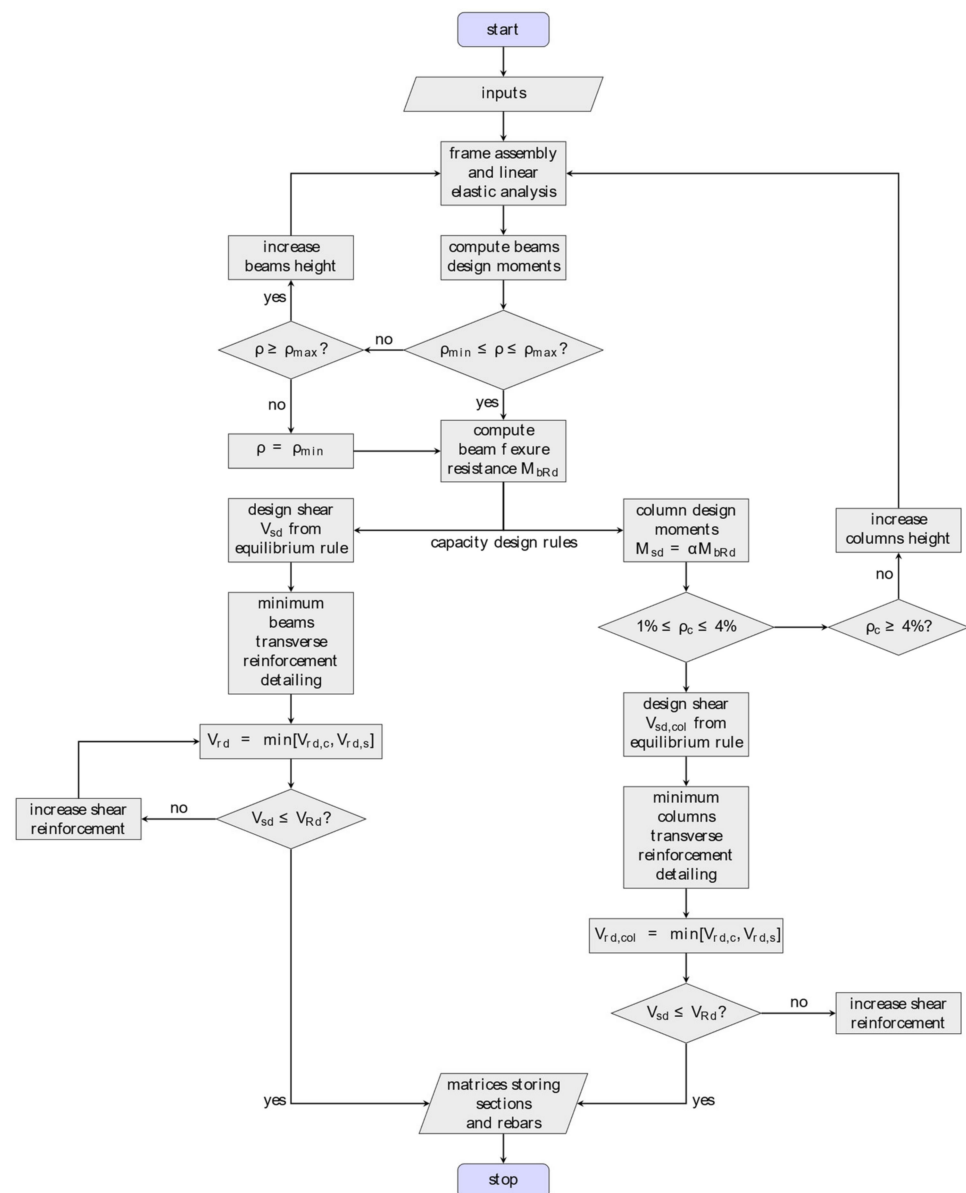 start
inputs
frame assembly
and linear
elastic analysis
increase
beams height
compute beams
design moments
yes
ρ ≥ ρmax?
no
ρmin ≤ ρ ≤ ρmax?
no
yes
ρ = ρmin
compute
beam f exure
resistance MbRd
design shear
Vsd from
equilibrium rule
capacity design rules
column design
moments
Msd = αMbRd
increase
columns height
no
minimum
beams
transverse
reinforcement
detailing
1% ≤ ρc ≤ 4%
ρc ≥ 4%?
design shear
Vsd,col from
equilibrium rule
Vrd = min[Vrd,c, Vrd,s]
increase shear
reinforcement
no
Vsd ≤ VRd?
minimum
columns
transverse
reinforcement
detailing
Vrd,col = min[Vrd,c, Vrd,s]
Vsd ≤ VRd?
no
increase shear
reinforcement
yes
matrices storing
sections
and rebars
yes
stop